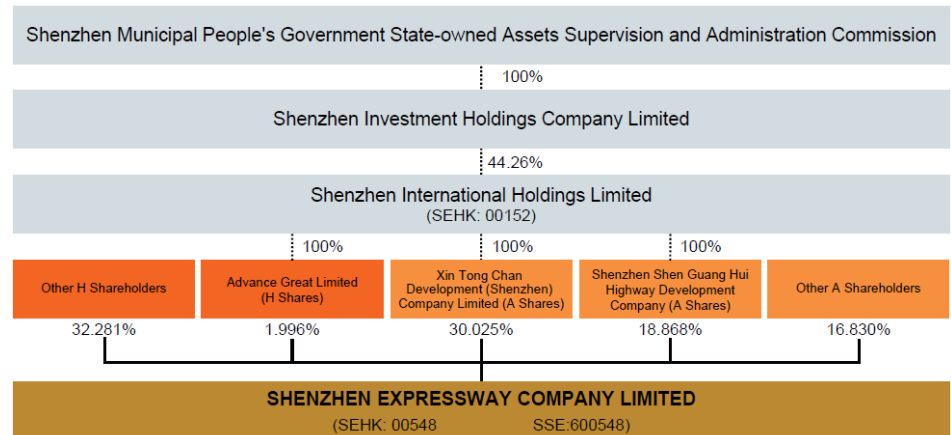 Shenzhen Municipal People's Government State-owned Assets Supervision and Administration Commission
100%
Shenzhen Investment Holdings Company Limited
44.26%
Shenzhen International Holdings Limited
(SEHK: 00152)
100%
100%
100%
Other H Shareholders
Advance Great Limited
(H Shares)
Xin Tong Chan
Development (Shenzhen)
Company Limited (A Shares)
Shenzhen Shen Guang Hui
Highway Development
Company (A Shares)
Other A Shareholders
32.281%
1.996%
30.025%
18.868%
16.830%
SHENZHEN EXPRESSWAY COMPANY LIMITED
(SEHK: 00548 SSE:600548)